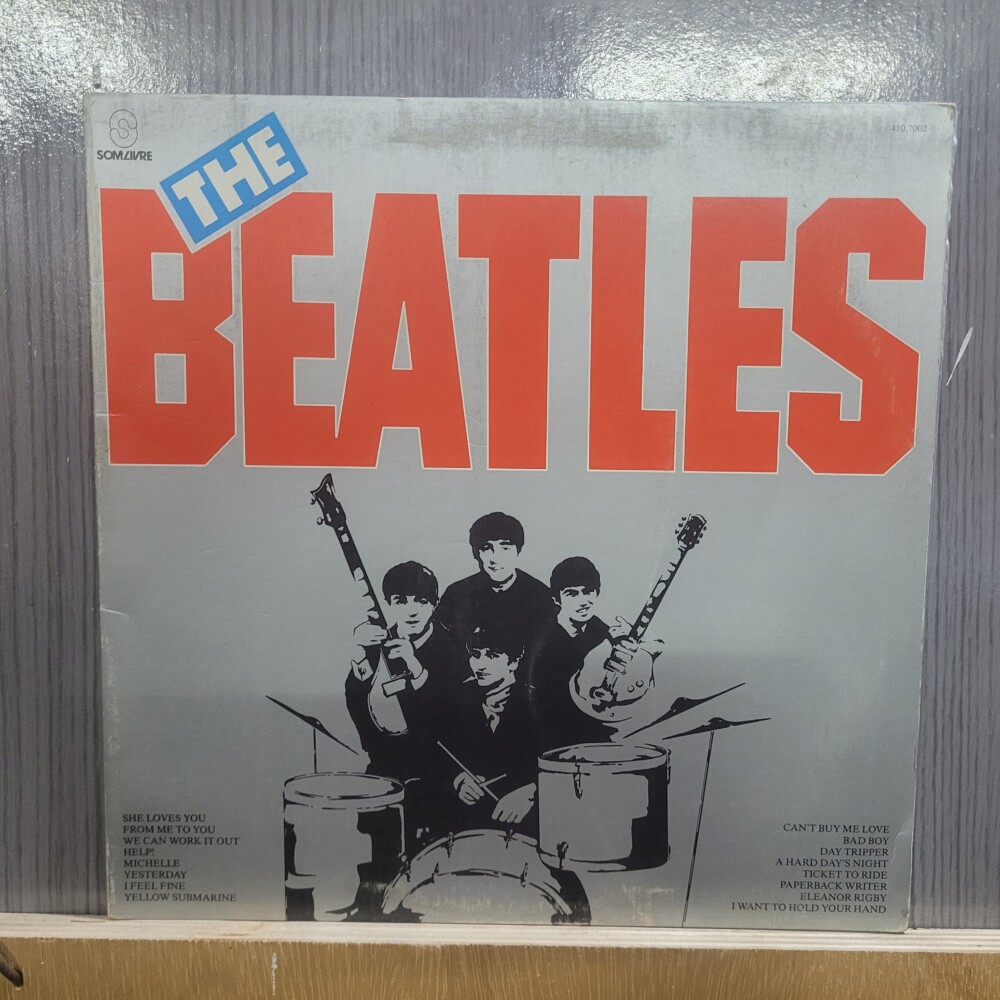 SOM LIVRE
410.7002
THE
BEATLES
SHE LOVES YOU
FROM ME TO YOU
WE CAN WORK IT OUT
HELP!
MICHELLE
YESTERDAY
I FEEL FINE
YELLOW SUBMARINE
CAN'T BUY ME LOVE
BAD BOY
DAY TRIPPER
A HARD DAY'S NIGHT
TICKET TO RIDE
PAPERBACK WRITER
ELEANOR RIGBY
I WANT TO HOLD YOUR HAND